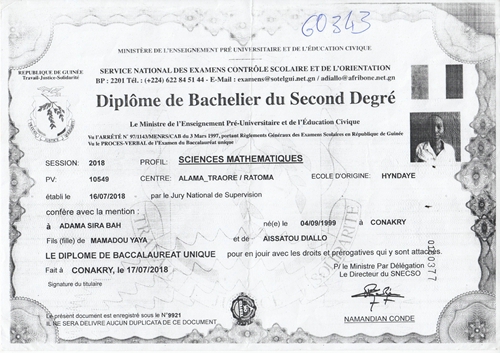 60343
MINISTÈRE DE L'ENSEIGNEMENT PRÉ UNIVERSITAIRE ET DE L'ÉDUCATION CIVIQUE
REPUBLIQUE DE GUINÉE
Travail-Justice-Solidarité
SERVICE NATIONAL DES EXAMENS CONTRÔLE SCOLAIRE ET DE L'ORIENTATION
BP : 2201 Tél. : (+224) 622 84 51 44 - E-Mail : examens@sotelgui.net.gn / adiallo@afribone.net.gn
Diplôme de Bachelier du Second Degré
Le Ministre de l'Enseignement Pré-Universitaire et de l'Éducation Civique
Vu l'ARRÊTÉ N° 97/1143/MENRS/CAB du 3 Mars 1997, portant Règlements Généraux des Examens Scolaires en République de Guinée
Vu le PROCES-VERBAL de l'Examen du Baccalauréat unique
SESSION: 2018 PROFIL: SCIENCES MATHEMATIQUES
PV: 10549 CENTRE: ALAMA_TRAORE / RATOMA ECOLE D'ORIGINE: HYNDAYE
établi le 16/07/2018 - par le Jury National de Supervision
confère avec la mention :
à ADAMA SIRA BAH né(e) le 04/09/1999 à CONAKRY
Fils (fille) de MAMADOU YAYA et de AISSATOU DIALLO
LE DIPLOME DE BACCALAUREAT UNIQUE pour en jouir avec les droits et prérogatives qui y sont attachés.
Fait à CONAKRY, le 17/07/2018
P/ le Ministre Par Délégation
Signature du titulaire
Le Directeur du SNECSO
0120377
Le présent document est enregistré sous le N°9921
IL NE SERA DELIVRE AUCUN DUPLICATA DE CE DOCUMENT
NAMANDIAN CONDE